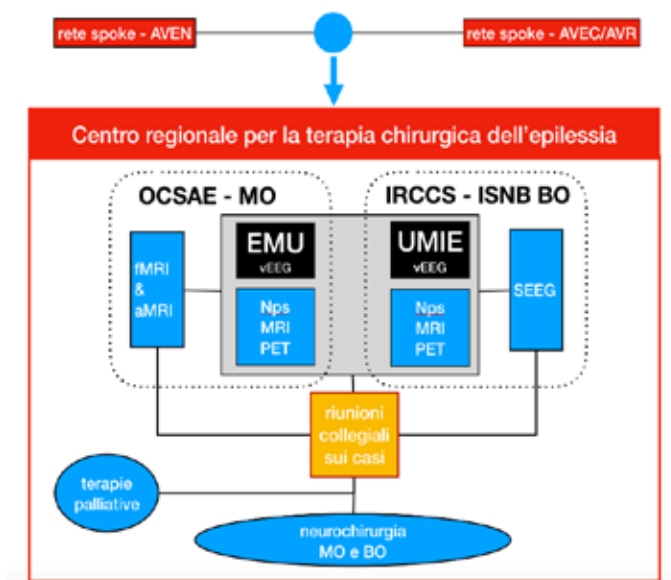 rete spoke - AVEN
rete spoke - AVEC/AVR
Centro regionale per la terapia chirurgica dell'epilessia
OCSAE - MO
IRCCS - ISNB BO
EMU
vEEG
UMIE
vEEG
fMRI
&
aMRI
Nps
MRI
PET
Nps
MRI
PET
SEEG
riunioni
collegiali
sui casi
terapie
palliative
neurochirurgia
MO e BO